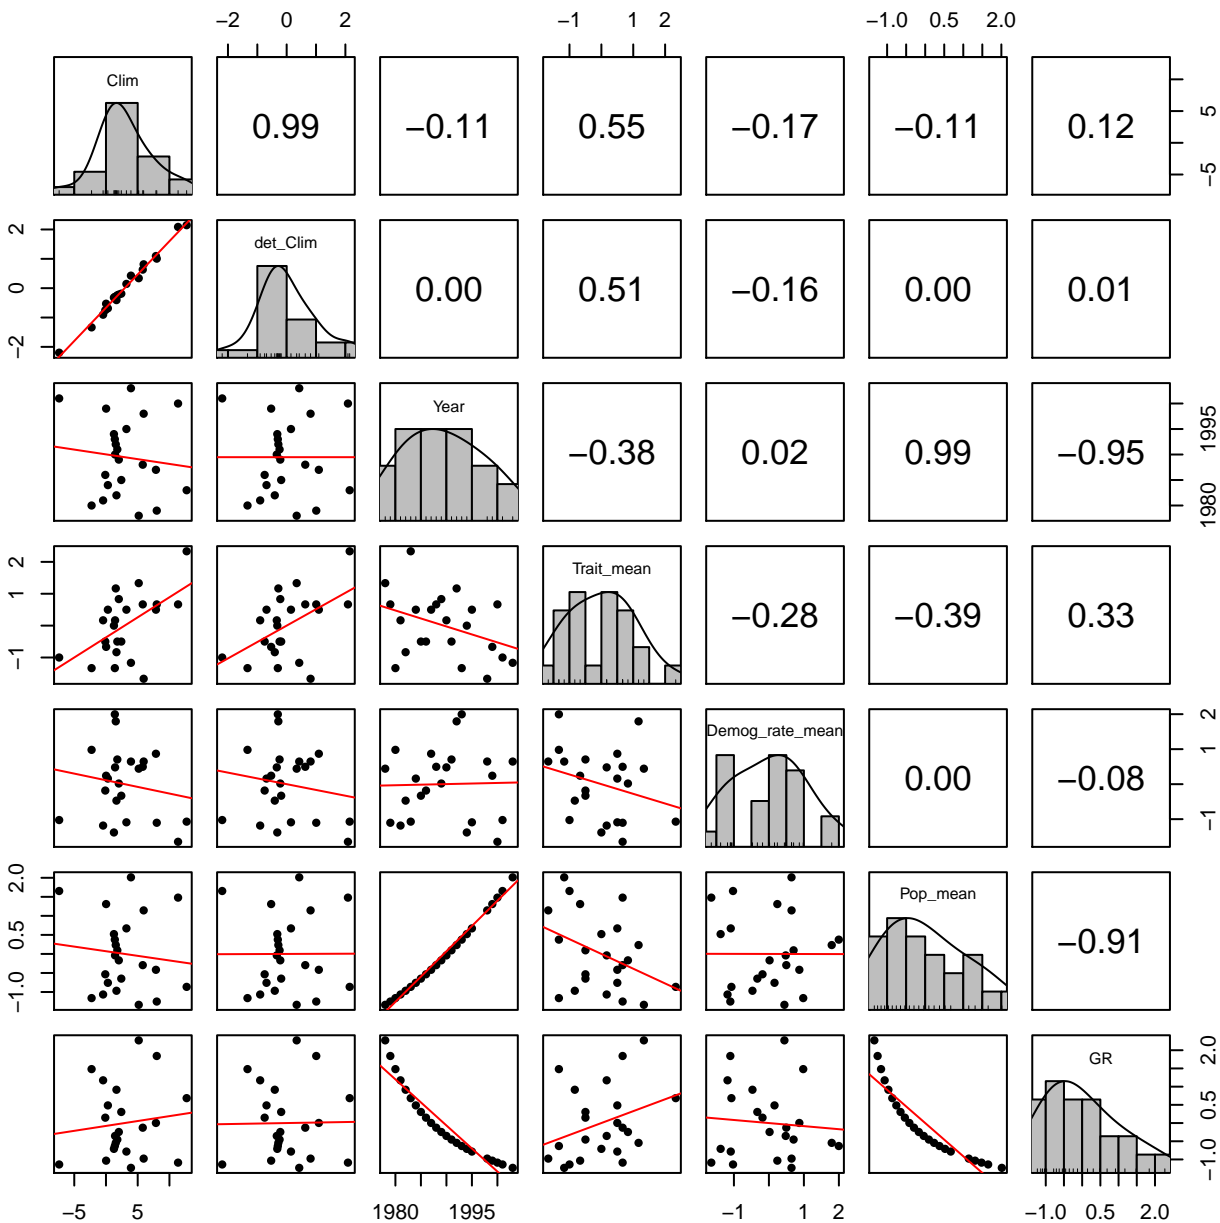 −2 0 2 −1 1 2 −1.0 0.5 2.0
Clim 0.99 −0.11 0.55 −0.17 −0.11 0.12
5
−5
2
0
−2
det_Clim 0.00 0.51 −0.16 0.00 0.01
Year −0.38 0.02 0.99 −0.95
1995
1980
2
1
−1
Trait_mean −0.28 −0.39 0.33
Demog_rate_mean 0.00 −0.08
2
1
−1
2.0
0.5
−1.0
Pop_mean −0.91
GR
2.0
0.5
−1.0
−5 5 1980 1995 −1 1 2 −1.0 0.5 2.0